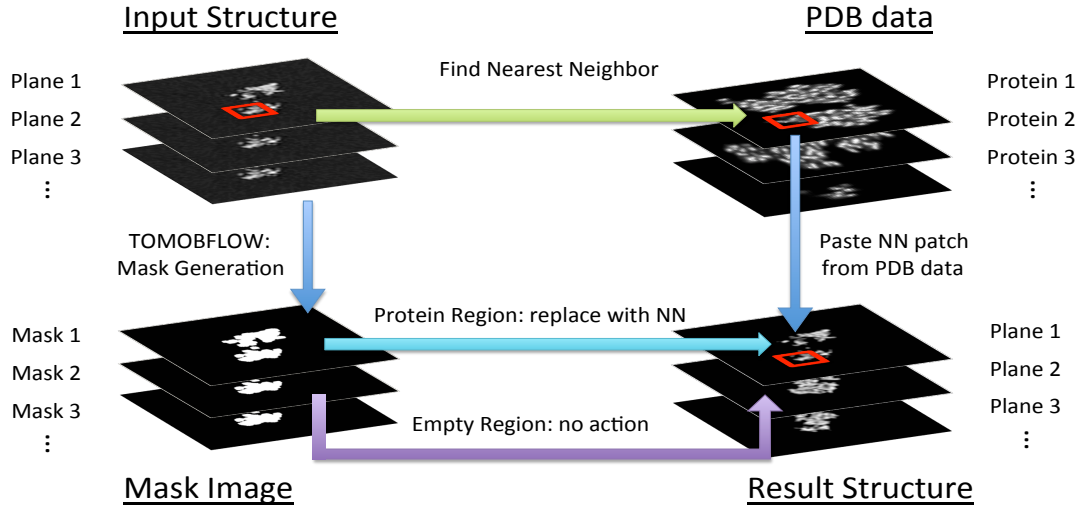 Input Structure
PDB data
Plane 1
Plane 2
Plane 3
⋮
Find Nearest Neighbor
Protein 1
Protein 2
Protein 3
⋮
TOMOBFLOW:
Mask Generation
Paste NN patch
from PDB data
Mask 1
Mask 2
Mask 3
⋮
Protein Region: replace with NN
Empty Region: no action
Plane 1
Plane 2
Plane 3
⋮
Mask Image
Result Structure